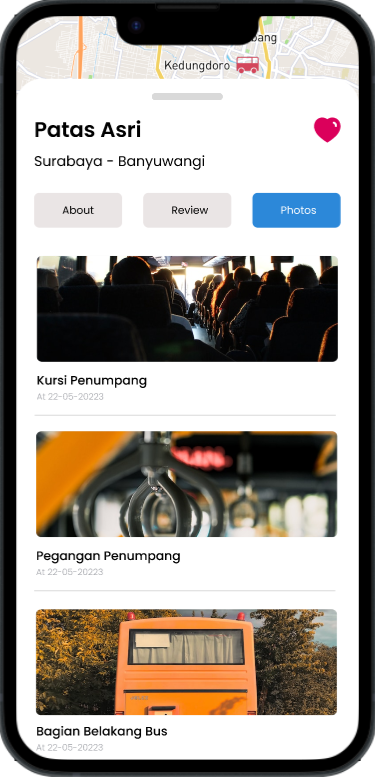 bang
Kedungdoro
Patas Asri
Surabaya - Banyuwangi
About
Review
Photos
Kursi Penumpang
At 22-05-20223
Pegangan Penumpang
At 22-05-20223
Bagian Belakang Bus
At 22-05-20223